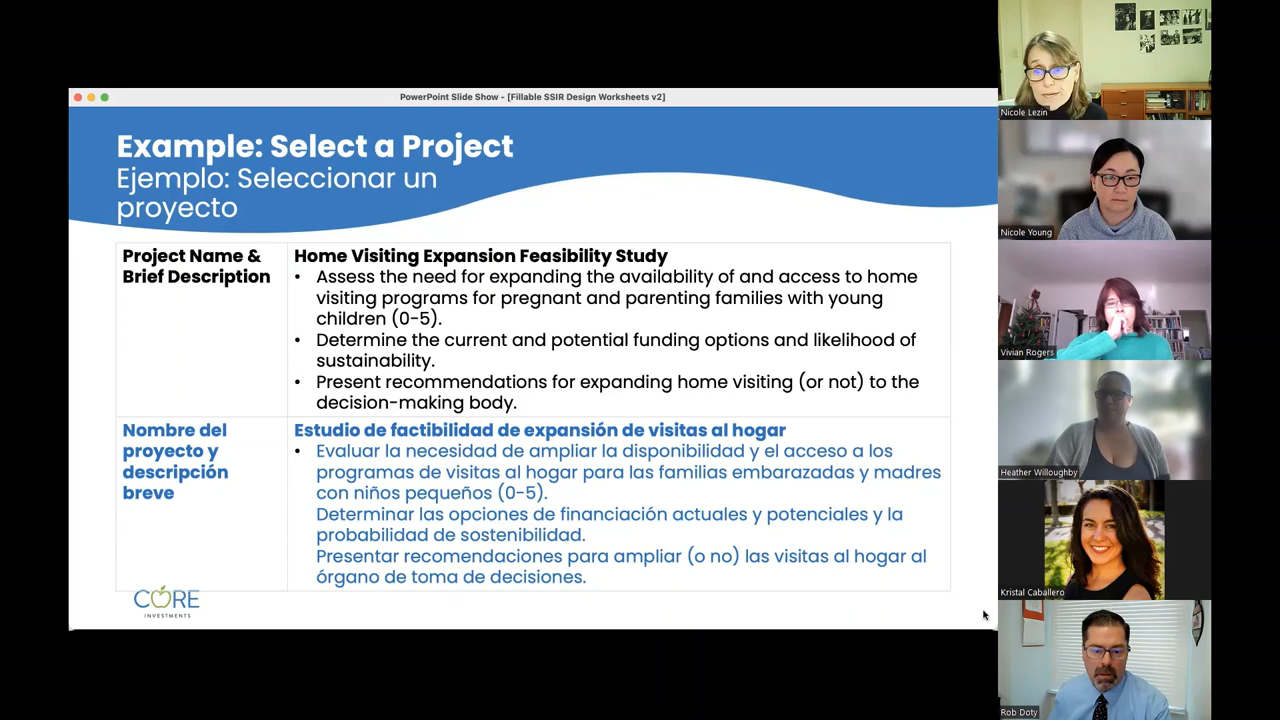 PowerPoint Slide Show - [Fillable SSIR Design Worksheets v2]
Example: Select a Project
Ejemplo: Seleccionar un
proyecto
Project Name &
Brief Description
Home Visiting Expansion Feasibility Study
• Assess the need for expanding the availability of and access to home
visiting programs for pregnant and parenting families with young
children (0-5).
• Determine the current and potential funding options and likelihood of
sustainability.
• Present recommendations for expanding home visiting (or not) to the
decision-making body.
Nombre del
proyecto y
descripción
breve
Estudio de factibilidad de expansión de visitas al hogar
• Evaluar la necesidad de ampliar la disponibilidad y el acceso a los
programas de visitas al hogar para las familias embarazadas y madres
con niños pequeños (0-5).
Determinar las opciones de financiación actuales y potenciales y la
probabilidad de sostenibilidad.
Presentar recomendaciones para ampliar (o no) las visitas al hogar al
órgano de toma de decisiones.
CORE
INVESTMENTS
Nicole Lezin
Nicole Young
Vivian Rogers
Heather Willoughby
Kristal Caballero
Rob Doty